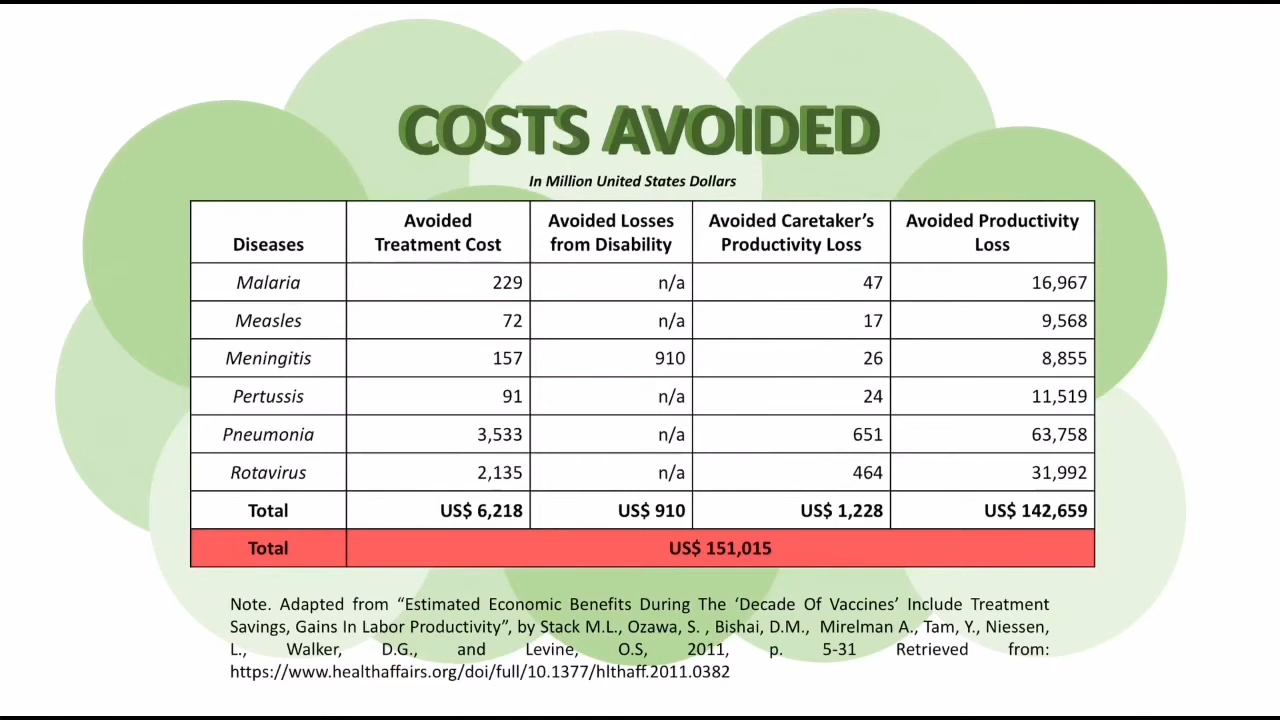 COSTS AVOIDED
In Million United States Dollars
Diseases Avoided Treatment Cost Avoided Losses from Disability Avoided Caretaker’s Productivity Loss Avoided Productivity Loss
Malaria 229 n/a 47 16,967
Measles 72 n/a 17 9,568
Meningitis 157 910 26 8,855
Pertussis 91 n/a 24 11,519
Pneumonia 3,533 n/a 651 63,758
Rotavirus 2,135 n/a 464 31,992
Total US$ 6,218 US$ 910 US$ 1,228 US$ 142,659
Total US$ 151,015
Note. Adapted from “Estimated Economic Benefits During The ‘Decade Of Vaccines’ Include Treatment
Savings, Gains In Labor Productivity”, by Stack M.L., Ozawa, S. , Bishai, D.M., Mirelman A., Tam, Y., Niessen,
L., Walker, D.G., and Levine, O.S, 2011, p. 5-31 Retrieved from:
https://www.healthaffairs.org/doi/full/10.1377/hlthaff.2011.0382